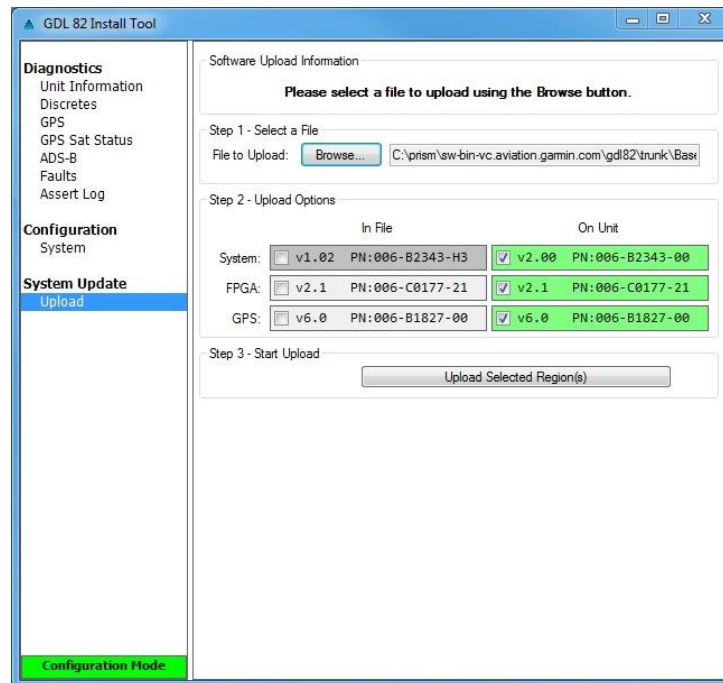 GDL 82 Install Tool
Diagnostics
Unit Information
Discretes
GPS
GPS Sat Status
ADS-B
Faults
Assert Log
Configuration
System
System Update
Upload
Configuration Mode
Software Upload Information
Please select a file to upload using the Browse button.
Step 1 - Select a File
File to Upload: Browse... C:\prism\sw-bin-vc.aviation.garmin.com\gdl82\trunk\Base
Step 2 - Upload Options
In File On Unit
System: v1.02 PN:006-B2343-H3 v2.00 PN:006-B2343-00
FPGA: v2.1 PN:006-C0177-21 v2.1 PN:006-C0177-21
GPS: v6.0 PN:006-B1827-00 v6.0 PN:006-B1827-00
Step 3 - Start Upload
Upload Selected Region(s)